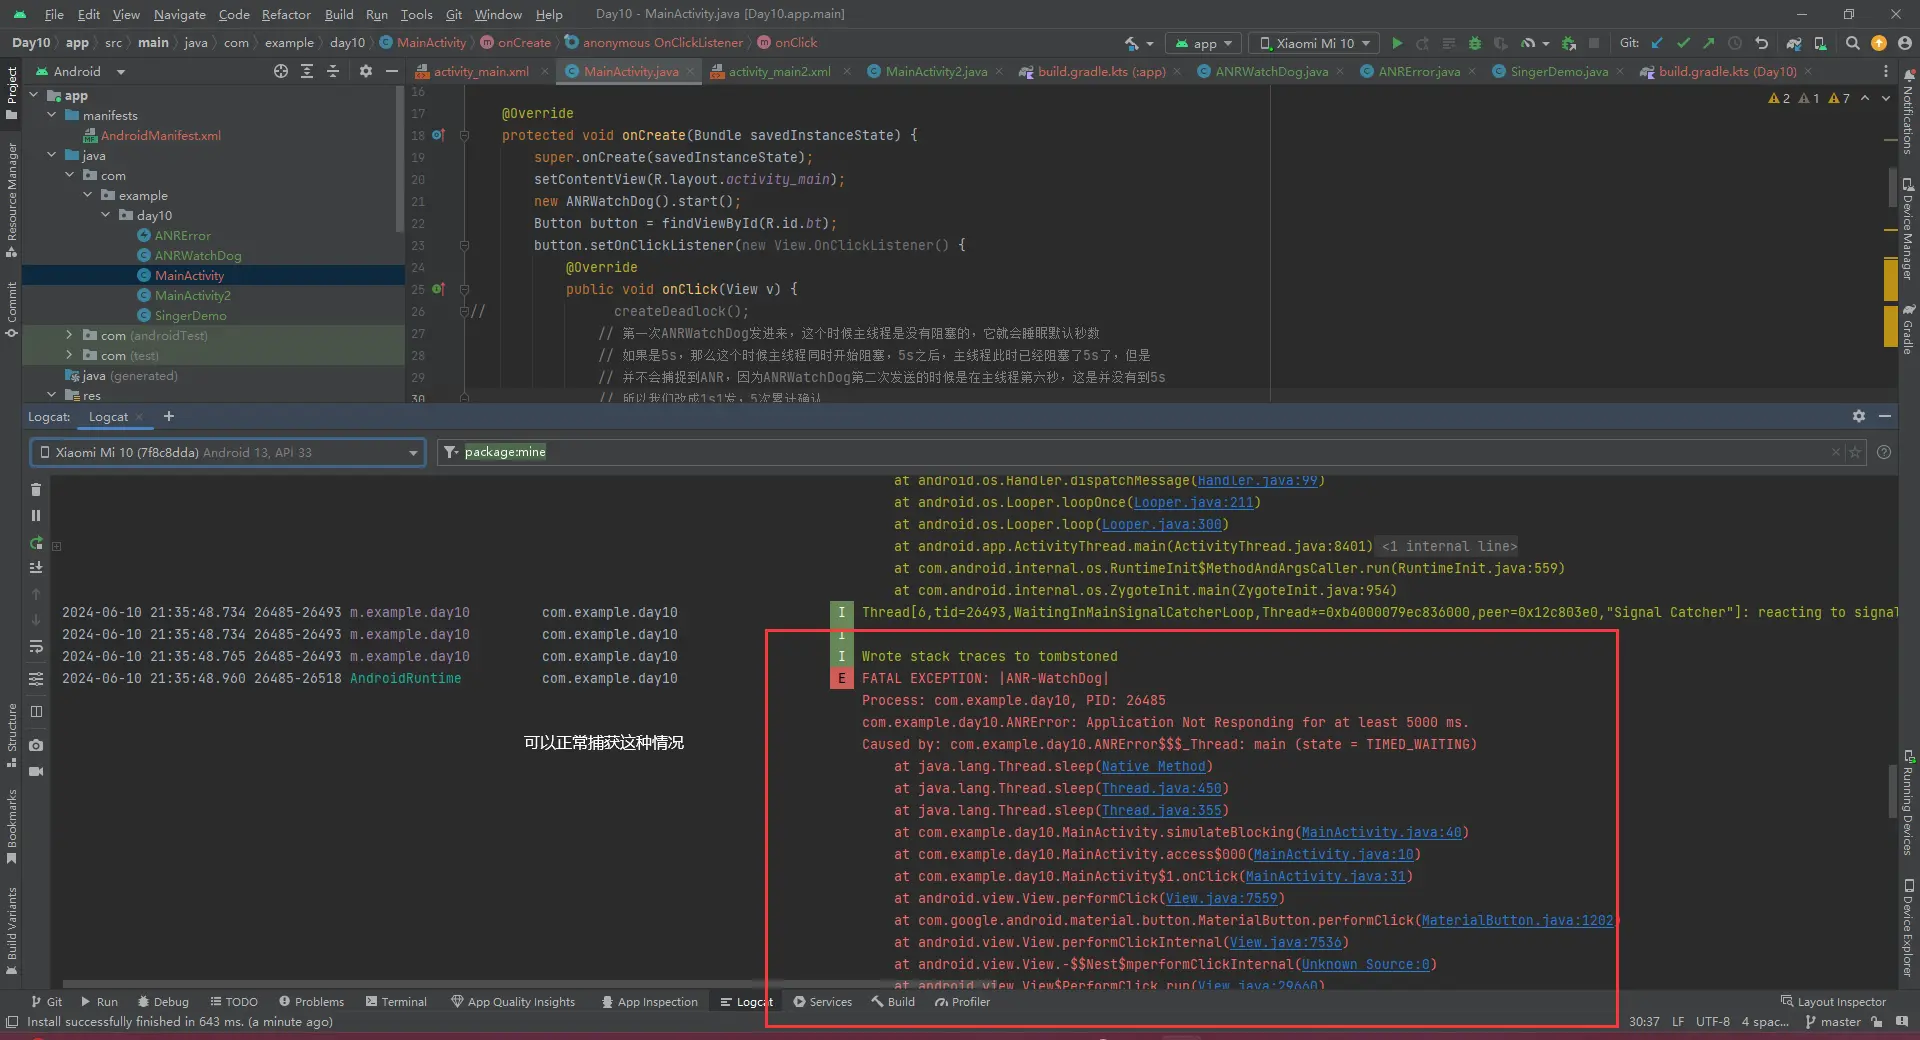 File Edit View Navigate Code Refactor Build Run Tools Git Window Help Day10 - MainActivity.java [Day10.app.main]
Day10 app src main java com example day10 MainActivity onCreate anonymous OnClickListener onClick app Xiaomi Mi 10 Git:
Android
activity_main.xml MainActivity.java activity_main2.xml MainActivity2.java build.gradle.kts (:app) ANRWatchDog.java ANRError.java SingerDemo.java build.gradle.kts (Day10)
Project
Resource Manager
Commit
Structure
Bookmarks
Build Variants
app
manifests
AndroidManifest.xml
java
com
example
day10
ANRError
ANRWatchDog
MainActivity
MainActivity2
SingerDemo
com (androidTest)
com (test)
java (generated)
res
2 1 7
16
17 @Override
18 protected void onCreate(Bundle savedInstanceState) {
19 super.onCreate(savedInstanceState);
20 setContentView(R.layout.activity_main);
21 new ANRWatchDog().start();
22 Button button = findViewById(R.id.bt);
23 button.setOnClickListener(new View.OnClickListener() {
24 @Override
25 public void onClick(View v) {
26 // createDeadlock();
27 // 第一次ANRWatchDog发进来，这个时候主线程是没有阻塞的，它就会睡眠默认秒数
28 // 如果是5s，那么这个时候主线程同时开始阻塞，5s之后，主线程此时已经阻塞了5s了，但是
29 // 并不会捕捉到ANR，因为ANRWatchDog第二次发送的时候是在主线程第六秒，这是并没有到5s
30 // 所以我们改成1s1发，5次累计确认
Notifications
Device Manager
Gradle
Running Devices
Device Explorer
Logcat: Logcat
Xiaomi Mi 10 (7f8c8dda) Android 13, API 33 package:mine
at android.os.Handler.dispatchMessage(Handler.java:99)
at android.os.Looper.loopOnce(Looper.java:211)
at android.os.Looper.loop(Looper.java:300)
at android.app.ActivityThread.main(ActivityThread.java:8401) <1 internal line>
at com.android.internal.os.RuntimeInit$MethodAndArgsCaller.run(RuntimeInit.java:559)
at com.android.internal.os.ZygoteInit.main(ZygoteInit.java:954)
2024-06-10 21:35:48.734 26485-26493 m.example.day10 com.example.day10 I Thread[6,tid=26493,WaitingInMainSignalCatcherLoop,Thread*=0xb4000079ec836000,peer=0x12c803e0,"Signal Catcher"]: reacting to signal
2024-06-10 21:35:48.734 26485-26493 m.example.day10 com.example.day10 I
2024-06-10 21:35:48.765 26485-26493 m.example.day10 com.example.day10 I Wrote stack traces to tombstoned
2024-06-10 21:35:48.960 26485-26518 AndroidRuntime com.example.day10 E FATAL EXCEPTION: |ANR-WatchDog|
Process: com.example.day10, PID: 26485
com.example.day10.ANRError: Application Not Responding for at least 5000 ms.
可以正常捕获这种情况
Caused by: com.example.day10.ANRError$$$_Thread: main (state = TIMED_WAITING)
at java.lang.Thread.sleep(Native Method)
at java.lang.Thread.sleep(Thread.java:450)
at java.lang.Thread.sleep(Thread.java:355)
at com.example.day10.MainActivity.simulateBlocking(MainActivity.java:40)
at com.example.day10.MainActivity.access$000(MainActivity.java:10)
at com.example.day10.MainActivity$1.onClick(MainActivity.java:31)
at android.view.View.performClick(View.java:7559)
at com.google.android.material.button.MaterialButton.performClick(MaterialButton.java:1202)
at android.view.View.performClickInternal(View.java:7536)
at android.view.View.-$$Nest$mperformClickInternal(Unknown Source:0)
at android.view.View$PerformClick.run(View.java:29660)
Git Run Debug TODO Problems Terminal App Quality Insights App Inspection Logcat Services Build Profiler Layout Inspector
Install successfully finished in 643 ms. (a minute ago) 30:37 LF UTF-8 4 spac... master